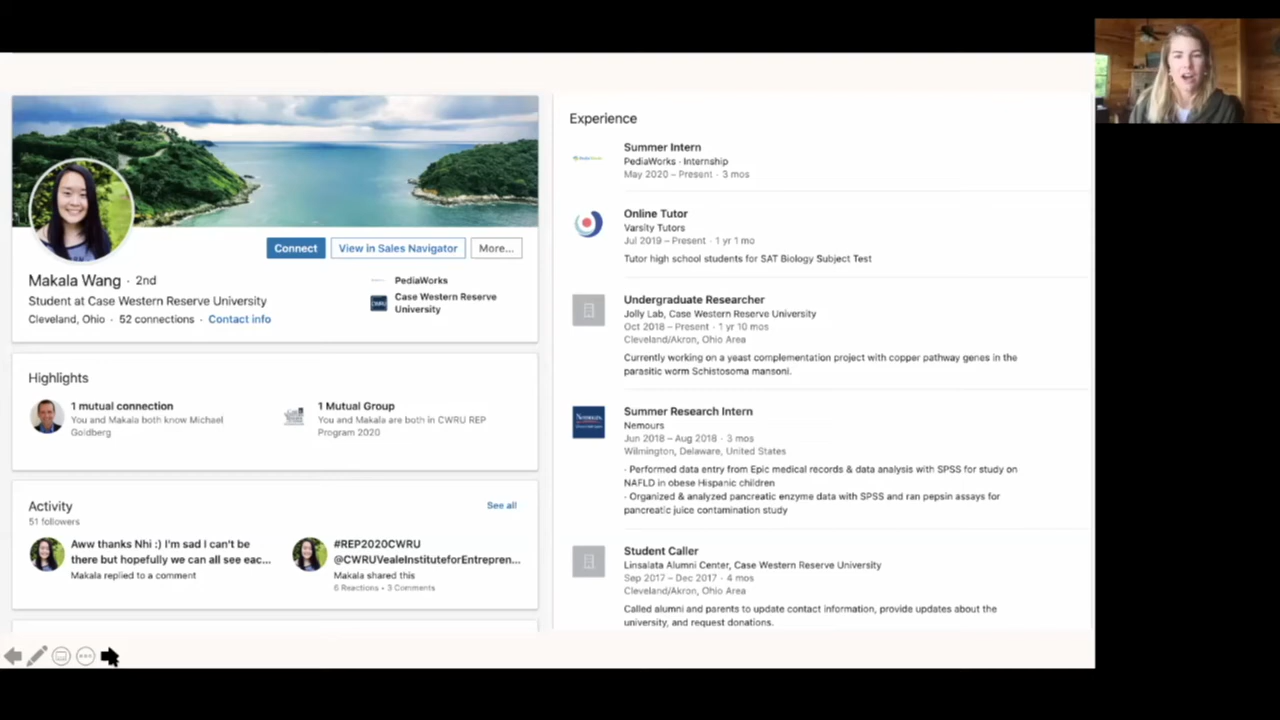 Connect
View in Sales Navigator
More...
Makala Wang · 2nd
Student at Case Western Reserve University
Cleveland, Ohio · 52 connections · Contact info
PediaWorks
CWRU
Case Western Reserve
University
Highlights
1 mutual connection
You and Makala both know Michael
Goldberg
1 Mutual Group
You and Makala are both in CWRU REP
Program 2020
Activity
See all
51 followers
Aww thanks Nhi :) I'm sad I can't be
there but hopefully we can all see eac...
Makala replied to a comment
#REP2020CWRU
@CWRUVealeInstituteforEntrepren...
Makala shared this
6 Reactions • 3 Comments
Experience
Summer Intern
PediaWorks · Internship
May 2020 – Present · 3 mos
Online Tutor
Varsity Tutors
Jul 2019 – Present · 1 yr 1 mo
Tutor high school students for SAT Biology Subject Test
Undergraduate Researcher
Jolly Lab, Case Western Reserve University
Oct 2018 – Present · 1 yr 10 mos
Cleveland/Akron, Ohio Area
Currently working on a yeast complementation project with copper pathway genes in the
parasitic worm Schistosoma mansoni.
Nemours
Summer Research Intern
Nemours
Jun 2018 – Aug 2018 · 3 mos
Wilmington, Delaware, United States
- Performed data entry from Epic medical records & data analysis with SPSS for study on
NAFLD in obese Hispanic children
- Organized & analyzed pancreatic enzyme data with SPSS and ran pepsin assays for
pancreatic juice contamination study
Student Caller
Linsalata Alumni Center, Case Western Reserve University
Sep 2017 – Dec 2017 · 4 mos
Cleveland/Akron, Ohio Area
Called alumni and parents to update contact information, provide updates about the
university, and request donations.